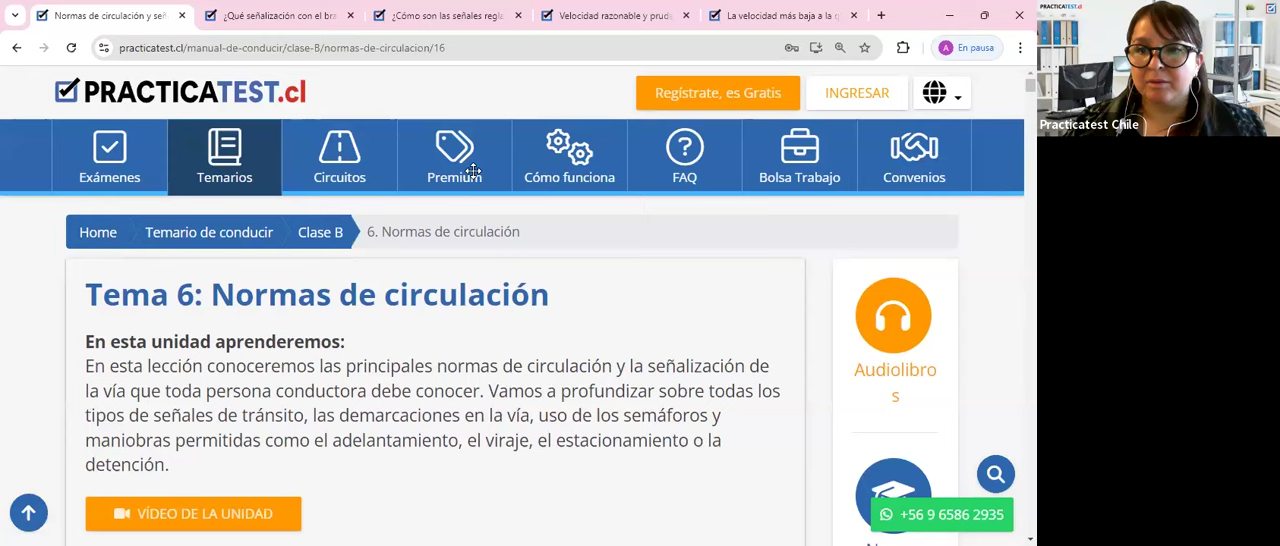 Normas de circulación y señ
¿Qué señalización con el bra
¿Cómo son las señales regla
Velocidad razonable y prude
La velocidad más baja a la q
practicatest.cl/manual-de-conducir/clase-B/normas-de-circulacion/16
A En pausa
PRACTICATEST.cl
Practicatest Chile
PRACTICATEST.cl
Regístrate, es Gratis
INGRESAR
Exámenes
Temarios
Circuitos
Premium
Cómo funciona
FAQ
Bolsa Trabajo
Convenios
Home
Temario de conducir
Clase B
6. Normas de circulación
Tema 6: Normas de circulación
En esta unidad aprenderemos:
En esta lección conoceremos las principales normas de circulación y la señalización de
la vía que toda persona conductora debe conocer. Vamos a profundizar sobre todas los
tipos de señales de tránsito, las demarcaciones en la vía, uso de los semáforos y
maniobras permitidas como el adelantamiento, el viraje, el estacionamiento o la
detención.
VÍDEO DE LA UNIDAD
Audiolibro
s
+56 9 6586 2935